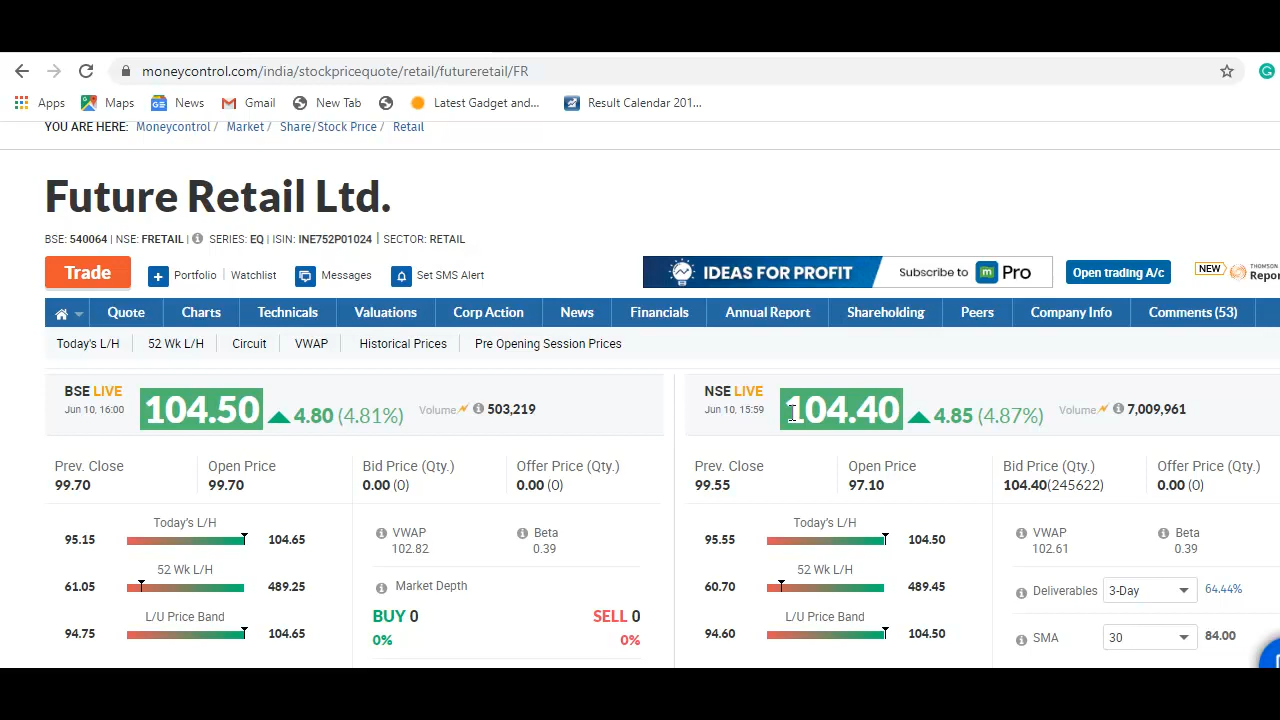 moneycontrol.com/india/stockpricequote/retail/futureretail/FR
Apps Maps News Gmail New Tab Latest Gadget and... Result Calendar 201...
YOU ARE HERE: Moneycontrol / Market / Share/Stock Price / Retail
Future Retail Ltd.
BSE: 540064 | NSE: FRETAIL | SERIES: EQ | ISIN: INE752P01024 | SECTOR: RETAIL
Trade + Portfolio | Watchlist Messages Set SMS Alert IDEAS FOR PROFIT Subscribe to m Pro Open trading A/c NEW THOMSON
Repor
Quote Charts Technicals Valuations Corp Action News Financials Annual Report Shareholding Peers Company Info Comments (53)
Today's L/H 52 Wk L/H Circuit VWAP Historical Prices Pre Opening Session Prices
BSE LIVE
Jun 10, 16:00
104.50 4.80 (4.81%) Volume 503,219
Prev. Close Open Price Bid Price (Qty.) Offer Price (Qty.)
99.70 99.70 0.00 (0) 0.00 (0)
Today's L/H
95.15 104.65
52 Wk L/H
61.05 489.25
L/U Price Band
94.75 104.65
VWAP Beta
102.82 0.39
Market Depth
BUY 0 SELL 0
0% 0%
NSE LIVE
Jun 10, 15:59
104.40 4.85 (4.87%) Volume 7,009,961
Prev. Close Open Price Bid Price (Qty.) Offer Price (Qty.)
99.55 97.10 104.40(245622) 0.00 (0)
Today's L/H
95.55 104.50
52 Wk L/H
60.70 489.45
L/U Price Band
94.60 104.50
VWAP Beta
102.61 0.39
Deliverables 3-Day 64.44%
SMA 30 84.00